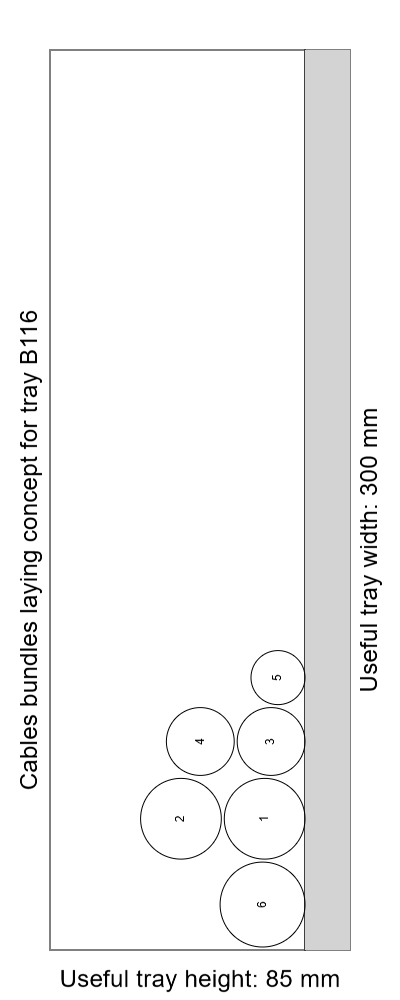 Cables bundles laying concept for tray B116
5
4
3
2
1
6
Useful tray width: 300 mm
Useful tray height: 85 mm